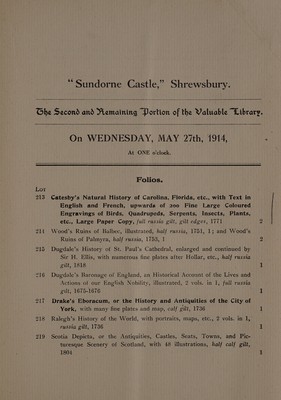 "Sundorne Castle," Shrewsbury.
The Second and Remaining Portion of the Valuable Library.
On WEDNESDAY, MAY 27th, 1914,
At ONE o'clock.
Folios.
Lot
213 Catesby's Natural History of Carolina, Florida, etc., with Text in
English and French, upwards of 200 Fine Large Coloured
Engravings of Birds, Quadrupeds, Serpents, Insects, Plants,
etc., Large Paper Copy, full russia gilt, gilt edges, 1771 2
214 Wood's Ruins of Balbec, illustrated, half russia, 1751, 1; and Wood's
Ruins of Palmyra, half russia, 1753, 1 2
215 Dugdale's History of St. Paul's Cathedral, enlarged and continued by
Sir H. Ellis, with numerous fine plates after Hollar, etc., half russia
gilt, 1818 1
216 Dugdale's Baronage of England, an Historical Account of the Lives and
Actions of our English Nobility, illustrated, 2 vols. in 1, full russia
gilt, 1675-1676 1
217 Drake's Eboracum, or the History and Antiquities of the City of
York, with many fine plates and map, calf gilt, 1736 1
218 Ralegh's History of the World, with portraits, maps, etc., 2 vols. in 1,
russia gilt, 1736 1
219 Scotia Depicta, or the Antiquities, Castles, Seats, Towns, and Pic-
turesque Scenery of Scotland, with 48 illustrations, half calf gilt,
1804 1